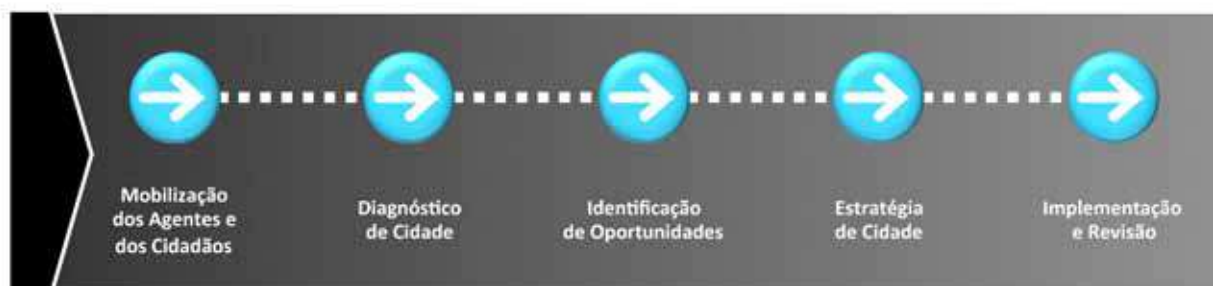 Mobilização
dos Agentes e
dos Cidadãos
Diagnóstico
de Cidade
Identificação
de Oportunidades
Estratégia
de Cidade
Implementação
e Revisão